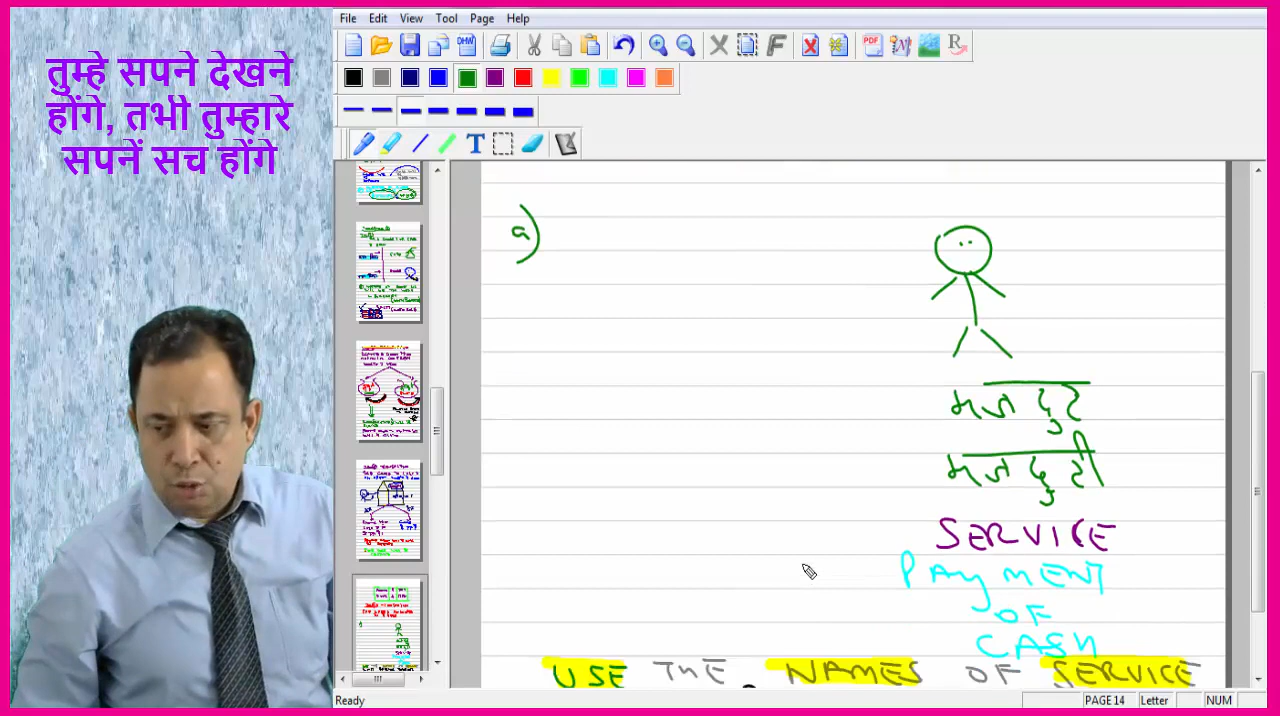 तुम्हे सपने देखने
होंगे, तभी तुम्हारे
सपनें सच होंगे
File Edit View Tool Page Help
a)
मजदूर
मजदूरी
SERVICE
PAYMENT
OF
CASH
USE THE NAMES OF SERVICE
Ready
PAGE 14 Letter NUM